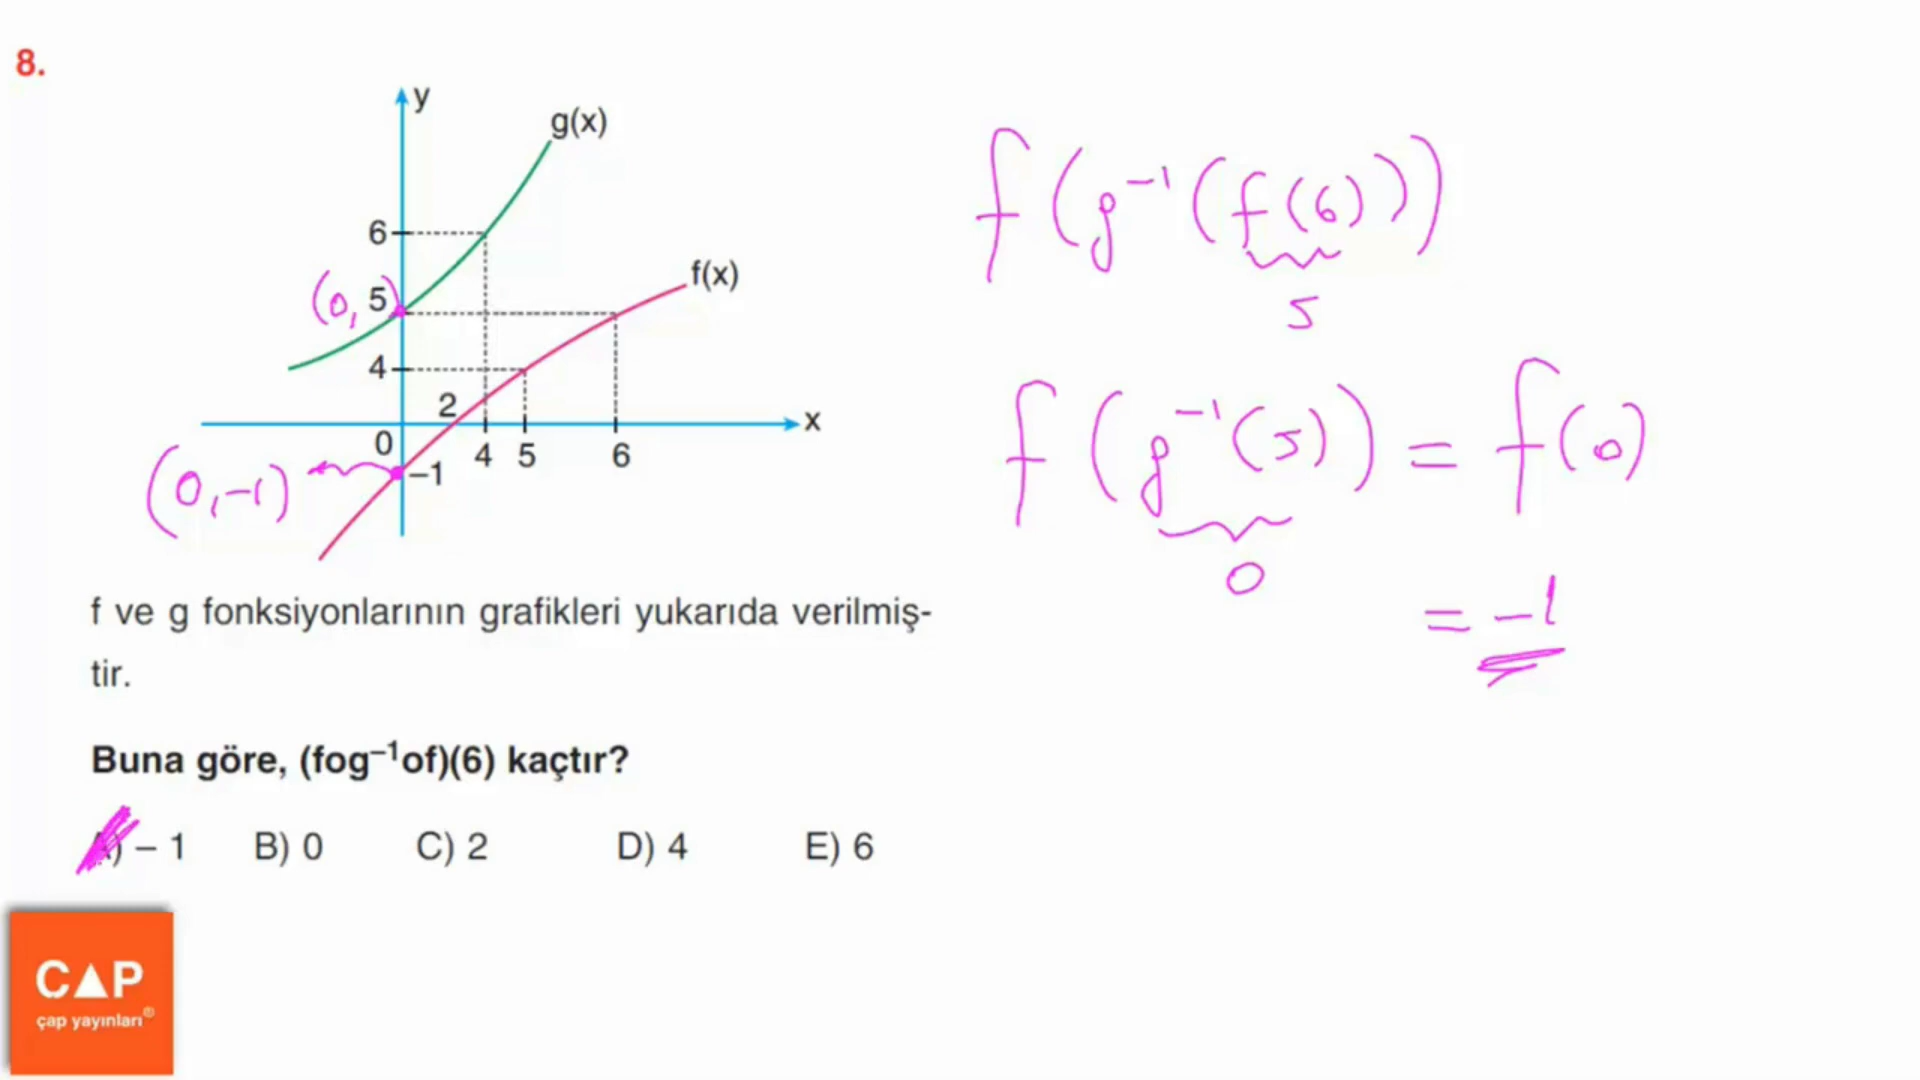 8.
y
g(x)
6
f(x)
(0, 5)
4
2
x
0
4 5 6
(0,-1)
–1
f ve g fonksiyonlarının grafikleri yukarıda verilmiş-
tir.
Buna göre, (fog⁻¹of)(6) kaçtır?
A) – 1 B) 0 C) 2 D) 4 E) 6
f(g⁻¹(f(6)))
5
f(g⁻¹(5)) = f(0)
0
= -1
CAP
çap yayınları®